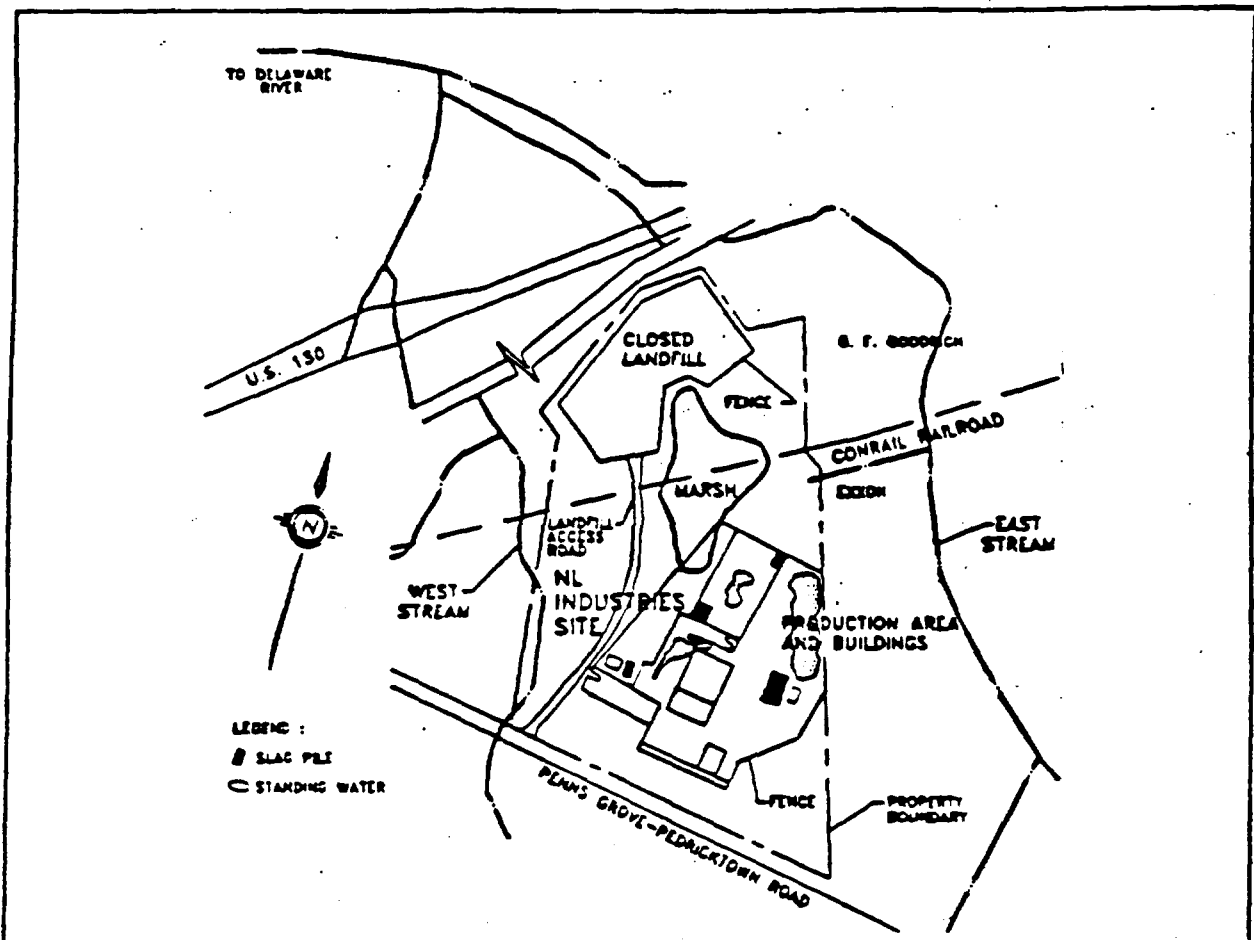 TO DELAWARE
RIVER
U.S. 130
CLOSED
LANDFILL
B. F. GOODRICH
FENCE
CONRAIL RAILROAD
MARSH
EXXON
LANDFILL
ACCESS
ROAD
EAST
STREAM
WEST
STREAM
NL
INDUSTRIES
SITE
PRODUCTION AREA
AND BUILDINGS
N
LEGEND :
SLAG PILE
STANDING WATER
FENCE
PROPERTY
BOUNDARY
PENNS GROVE-PEDRICKTOWN ROAD